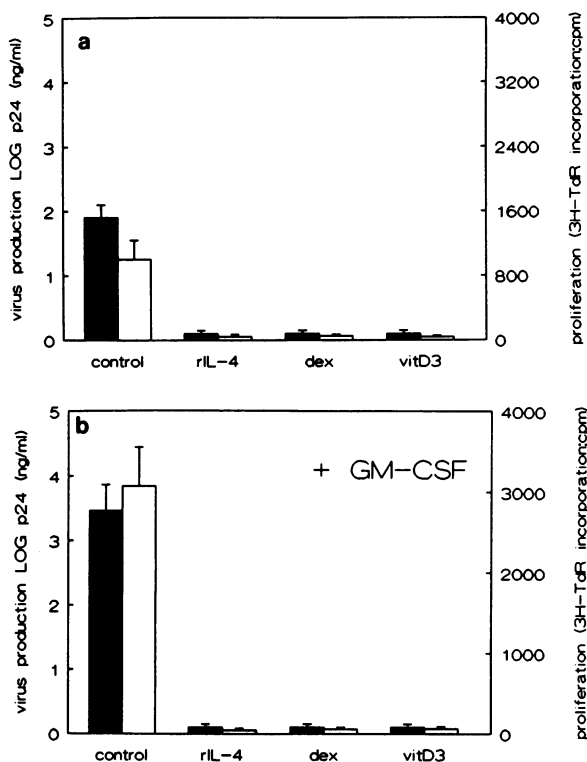 a
virus production LOG p24 (ng/ml)
5
4
3
2
1
0
4000
3200
2400
1600
800
0
proliferation (3H-TdR incorporation:cpm)
control rIL-4 dex vitD3
b
+ GM-CSF
virus production LOG p24 (ng/ml)
5
4
3
2
1
0
4000
3000
2000
1000
0
proliferation (3H-TdR incorporation:cpm)
control rIL-4 dex vitD3